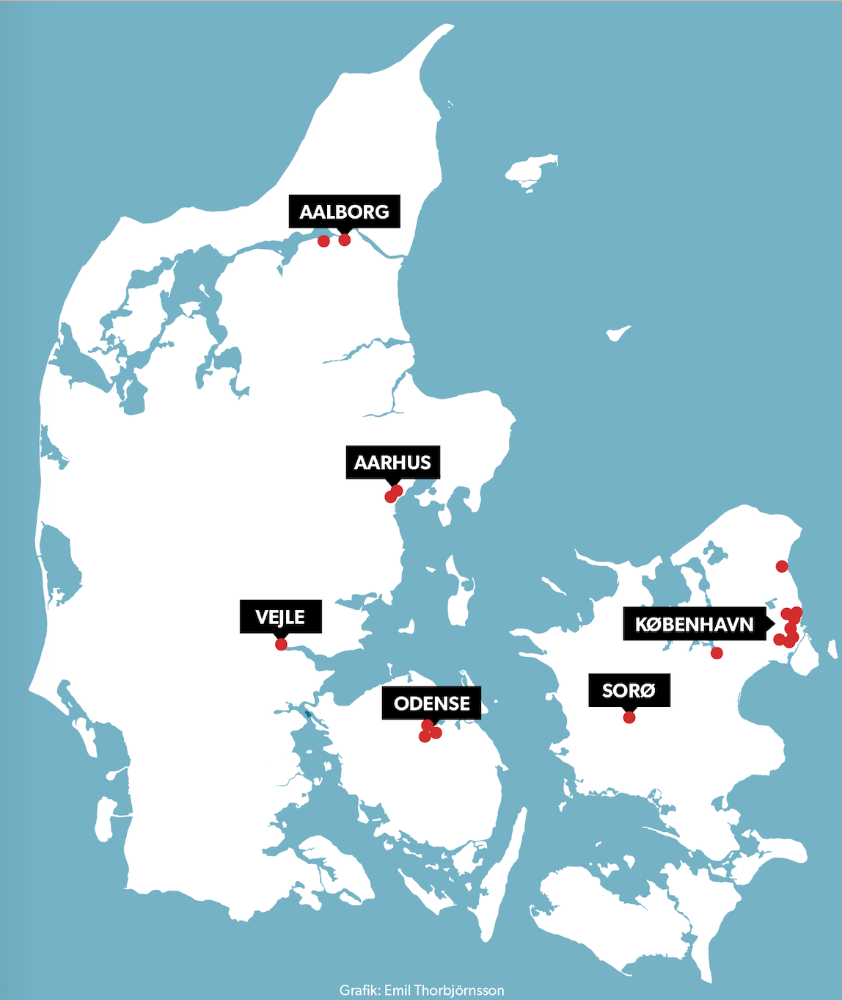 AALBORG
AARHUS
VEJLE
KØBENHAVN
SORØ
ODENSE
Grafik: Emil Thorbjörnsson